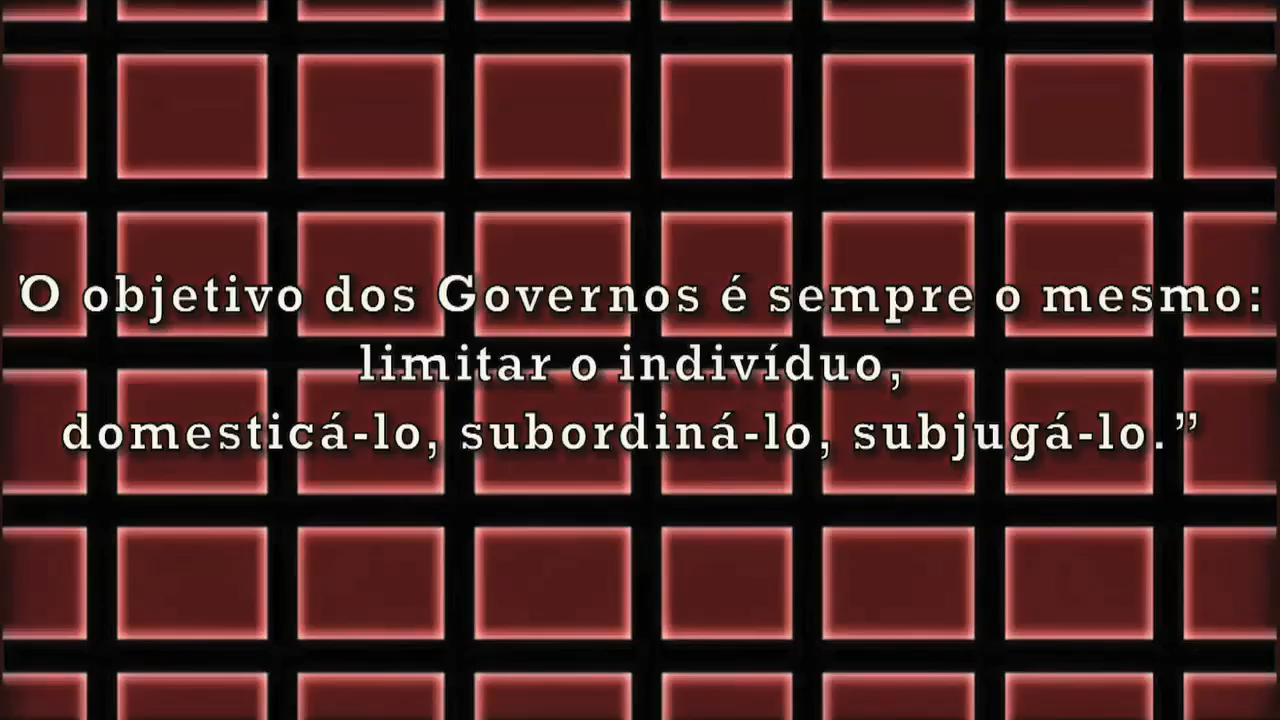 "O objetivo dos Governos é sempre o mesmo:
limitar o indivíduo,
domesticá-lo, subordiná-lo, subjugá-lo.”